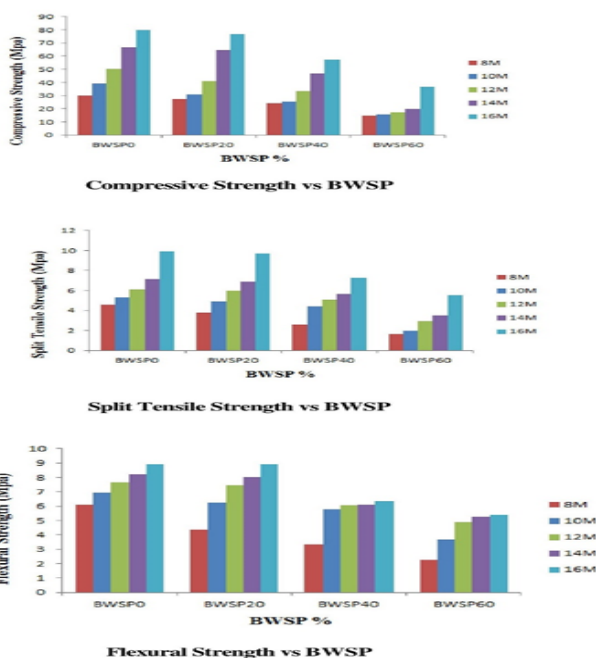 Compressive Strength (Mpa)
90
80
70
60
50
40
30
20
10
0
BWSP0 BWSP20 BWSP40 BWSP60
BWSP %
8M
10M
12M
14M
16M
Compressive Strength vs BWSP
Split Tensile Strength (Mpa)
12
10
8
6
4
2
0
BWSP0 BWSP20 BWSP40 BWSP60
BWSP %
8M
10M
12M
14M
16M
Split Tensile Strength vs BWSP
Flexural Strength (Mpa)
10
9
8
7
6
5
4
3
2
1
0
BWSP0 BWSP20 BWSP40 BWSP60
BWSP %
8M
10M
12M
14M
16M
Flexural Strength vs BWSP